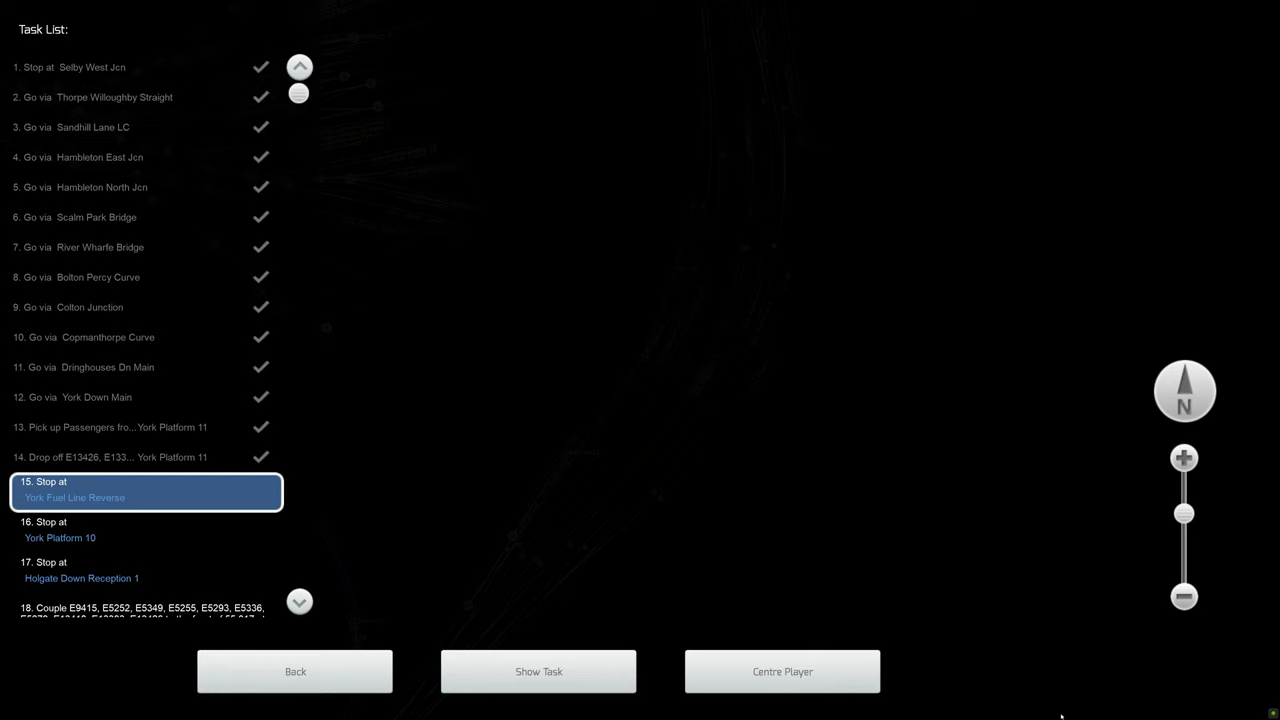 Task List:
1. Stop at  Selby West Jcn
2. Go via  Thorpe Willoughby Straight
3. Go via  Sandhill Lane LC
4. Go via  Hambleton East Jcn
5. Go via  Hambleton North Jcn
6. Go via  Scalm Park Bridge
7. Go via  River Wharfe Bridge
8. Go via  Bolton Percy Curve
9. Go via  Colton Junction
10. Go via  Copmanthorpe Curve
11. Go via  Dringhouses Dn Main
12. Go via  York Down Main
13. Pick up Passengers fro... York Platform 11
14. Drop off E13426, E133... York Platform 11
15. Stop at
York Fuel Line Reverse
16. Stop at
York Platform 10
17. Stop at
Holgate Down Reception 1
18. Couple E9415, E5252, E5349, E5255, E5293, E5336,
N
Back
Show Task
Centre Player